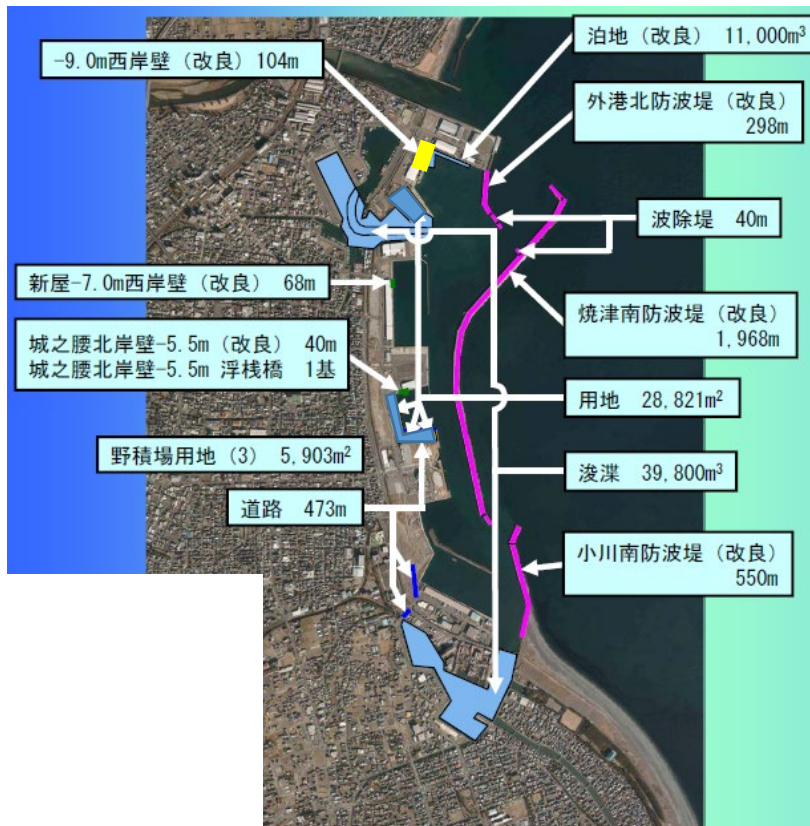 -9.0m西岸壁（改良）104m
泊地（改良） 11,000m³
外港北防波堤（改良）
298m
波除堤 40m
新屋-7.0m西岸壁（改良） 68m
焼津南防波堤（改良）
1,968m
城之腰北岸壁-5.5m（改良） 40m
城之腰北岸壁-5.5m 浮桟橋 1基
用地 28,821m²
野積場用地（3） 5,903m²
浚渫 39,800m³
道路 473m
小川南防波堤（改良）
550m